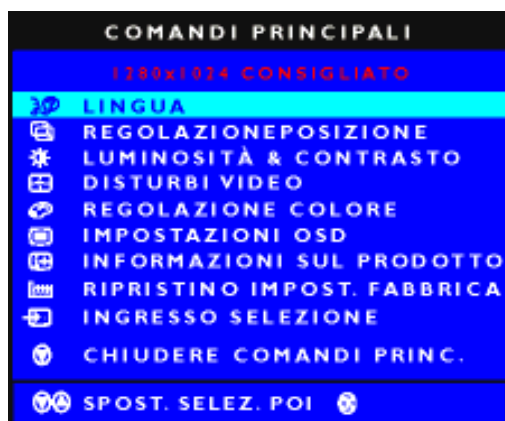 COMANDI PRINCIPALI
1280x1024 CONSIGLIATO
LINGUA
REGOLAZIONEPOSIZIONE
LUMINOSITÀ & CONTRASTO
DISTURBI VIDEO
REGOLAZIONE COLORE
IMPOSTAZIONI OSD
INFORMAZIONI SUL PRODOTTO
RIPRISTINO IMPOST. FABBRICA
INGRESSO SELEZIONE
CHIUDERE COMANDI PRINC.
SPOST. SELEZ. POI